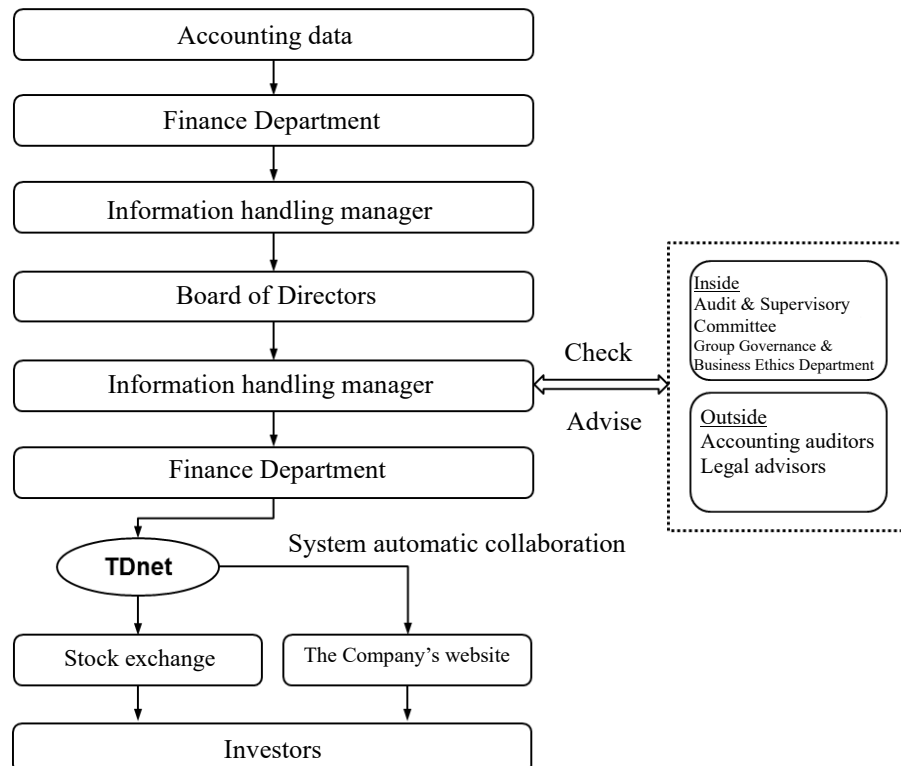 Accounting data
Finance Department
Information handling manager
Board of Directors
Information handling manager
Check
Advise
Inside
Audit & Supervisory
Committee
Group Governance &
Business Ethics Department
Outside
Accounting auditors
Legal advisors
Finance Department
System automatic collaboration
TDnet
Stock exchange
The Company’s website
Investors